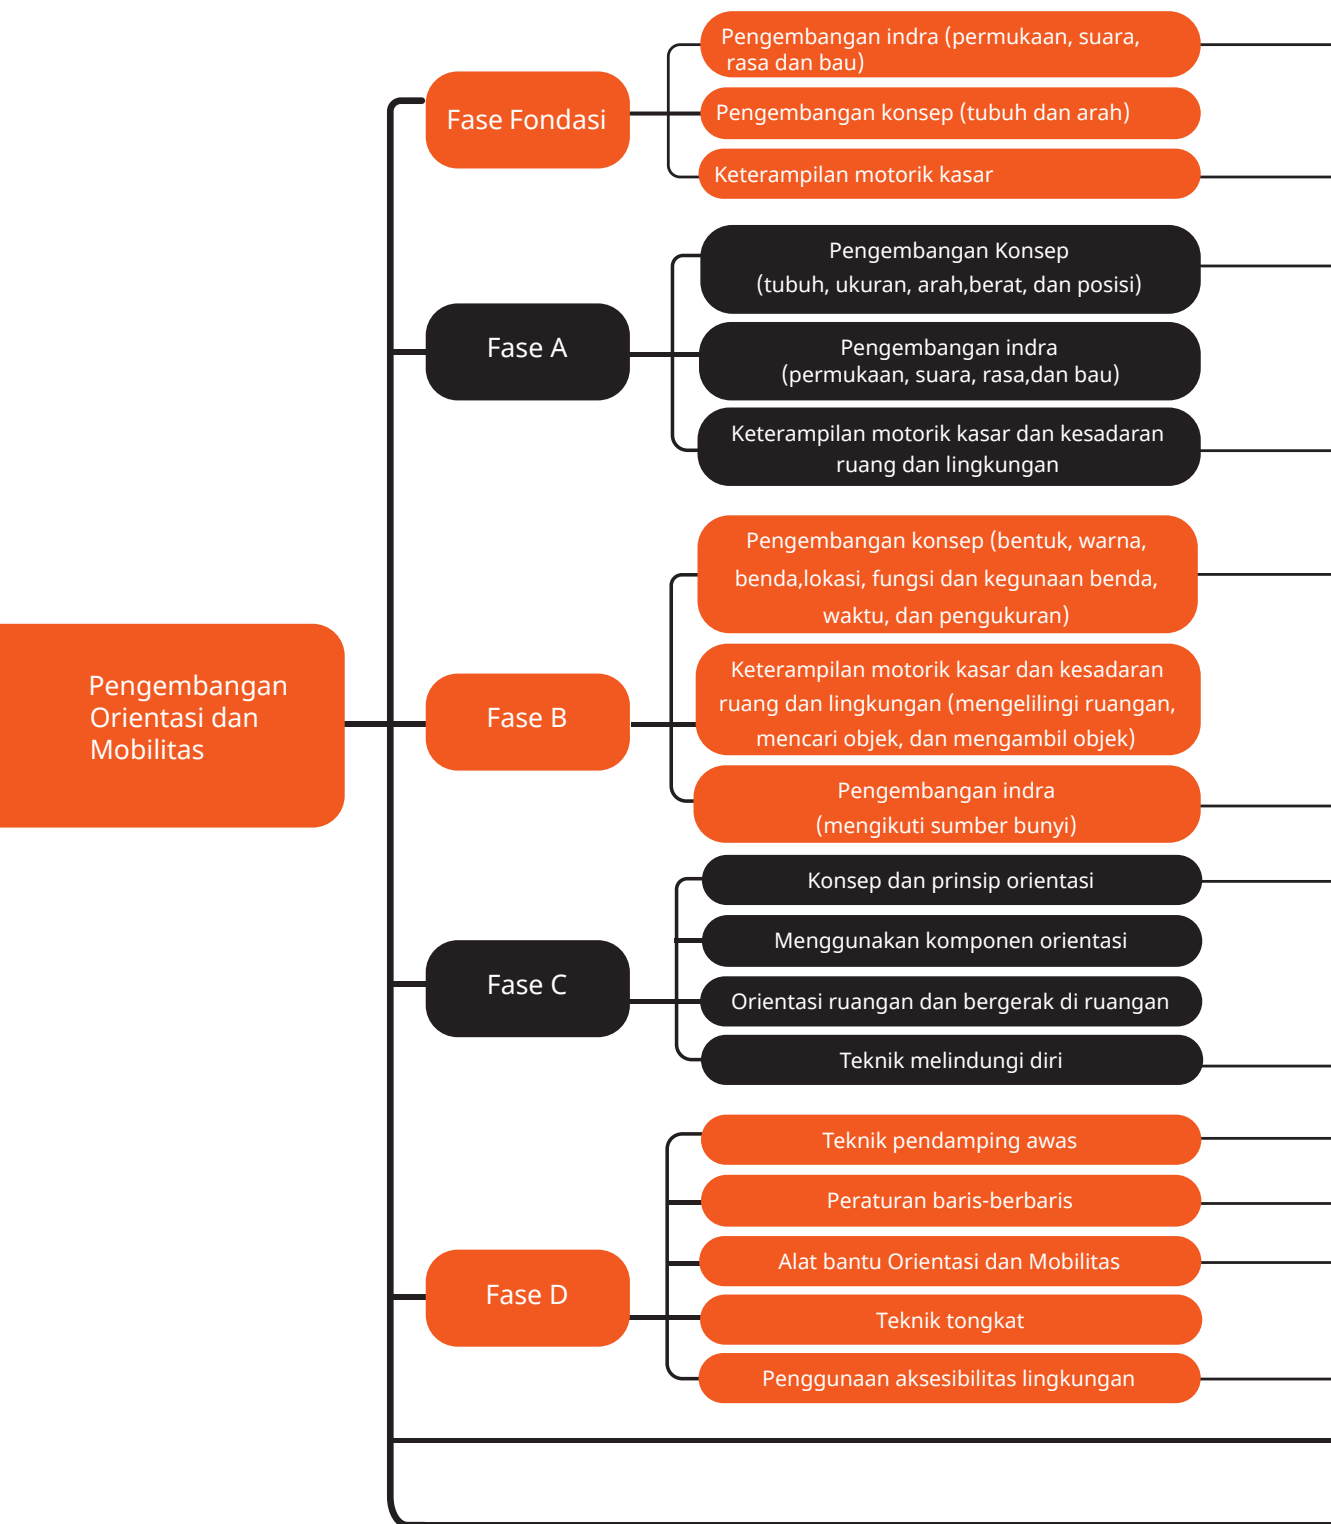 Pengembangan
Orientasi dan
Mobilitas
Fase Fondasi
Pengembangan indra (permukaan, suara,
rasa dan bau)
Pengembangan konsep (tubuh dan arah)
Keterampilan motorik kasar
Fase A
Pengembangan Konsep
(tubuh, ukuran, arah,berat, dan posisi)
Pengembangan indra
(permukaan, suara, rasa,dan bau)
Keterampilan motorik kasar dan kesadaran
ruang dan lingkungan
Fase B
Pengembangan konsep (bentuk, warna,
benda,lokasi, fungsi dan kegunaan benda,
waktu, dan pengukuran)
Keterampilan motorik kasar dan kesadaran
ruang dan lingkungan (mengelilingi ruangan,
mencari objek, dan mengambil objek)
Pengembangan indra
(mengikuti sumber bunyi)
Fase C
Konsep dan prinsip orientasi
Menggunakan komponen orientasi
Orientasi ruangan dan bergerak di ruangan
Teknik melindungi diri
Fase D
Teknik pendamping awas
Peraturan baris-berbaris
Alat bantu Orientasi dan Mobilitas
Teknik tongkat
Penggunaan aksesibilitas lingkungan